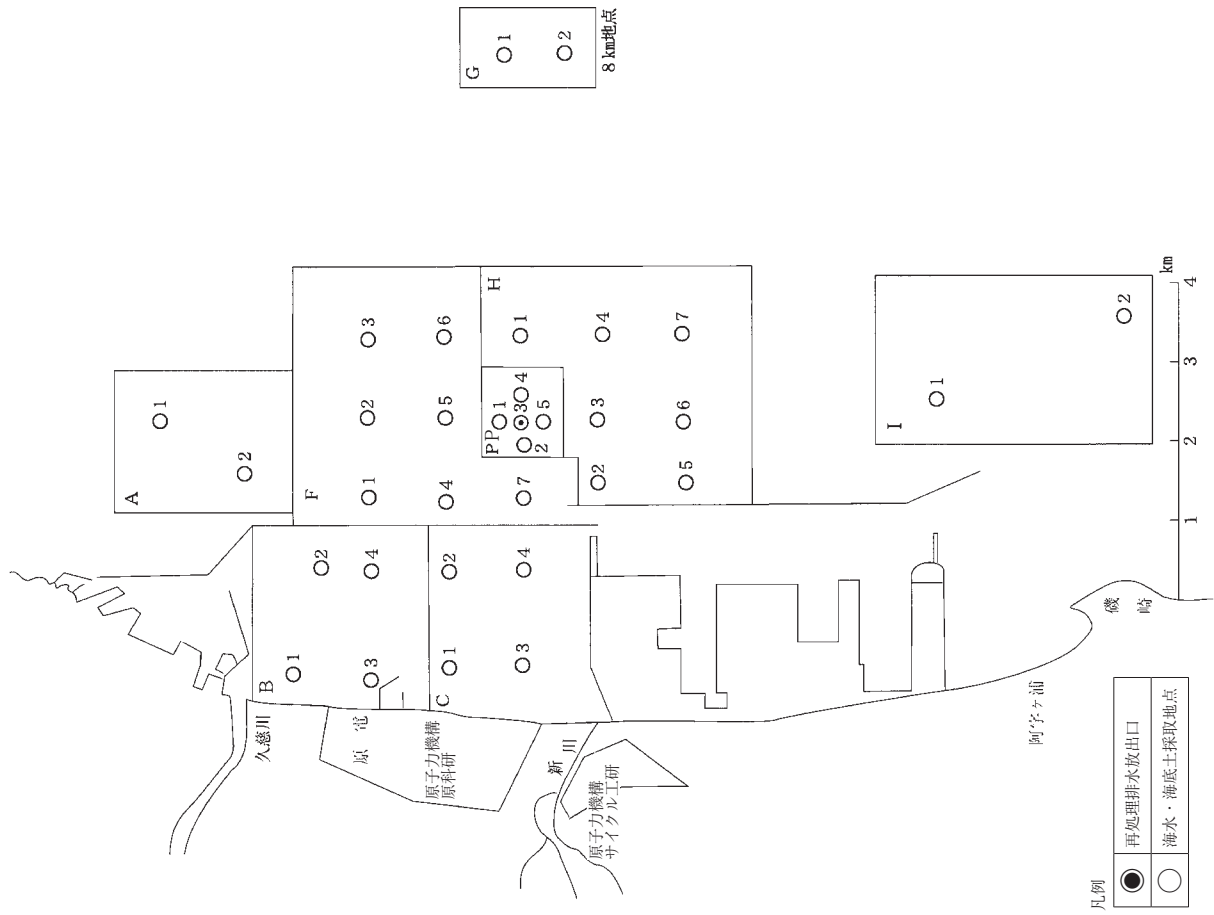 G
1
2
8 km地点
A
1
2
F
1
2
3
4
5
6
7
H
1
2
3
4
5
6
7
PP
1
2
3
4
5
B
1
2
3
4
C
1
2
3
4
I
1
2
km
1
2
3
4
久慈川
原電
原子力機構
原科研
新川
原子力機構
サイクル工研
阿字ヶ浦
磯崎
凡例
再処理排水放出口
海水・海底土採取地点